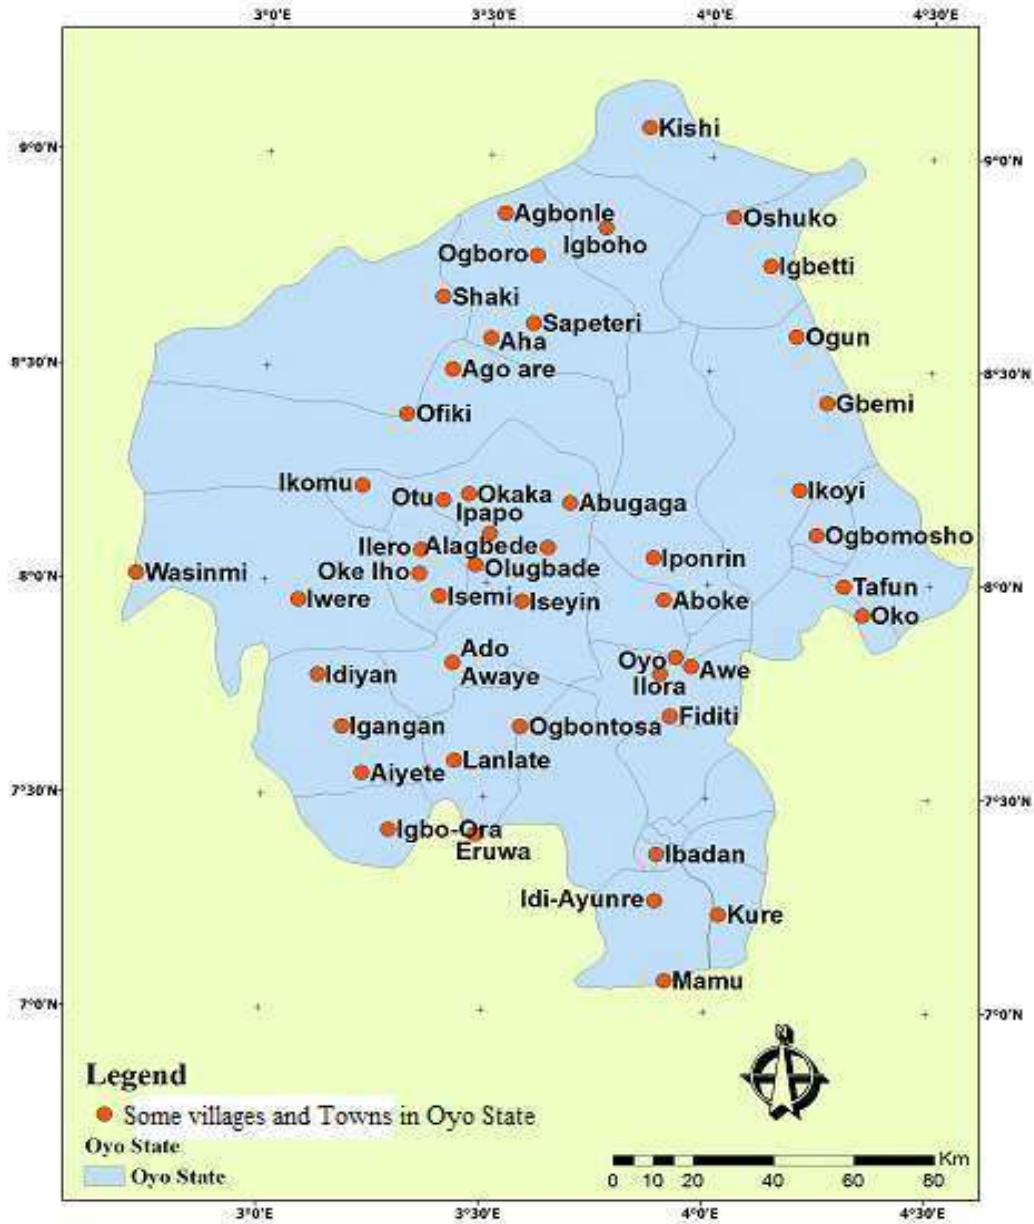 3°0'E 3°30'E 4°0'E 4°30'E
Kishi
9°0'N
9°0'N
Agbonle
Oshuko
Igboho
Ogboro
Igbetti
Shaki
Sapeteri
Aha
Ogun
8°30'N
Ago are
8°30'N
Gbemi
Ofiki
Ikomu
Otu
Okaka
Ikoyi
Abugaga
Ipapo
Ogbomosho
Ilero
Alagbede
Iponrin
Oke Iho
Olugbade
Wasinmi
8°0'N
Tafun
8°0'N
Iwere
Isemi
Iseyin
Aboke
Oko
Ado
Awaye
Oyo
Awe
Idiyan
Ilora
Fiditi
Igangan
Ogbontosa
Lanlate
Aiyete
7°30'N
7°30'N
Igbo-Ora
Eruwa
Ibadan
Idi-Ayunre
Kure
Mamu
7°0'N
7°0'N
N
Legend
Some villages and Towns in Oyo State
Oyo State
Oyo State
Km
0 10 20 40 60 80
3°0'E 3°30'E 4°0'E 4°30'E